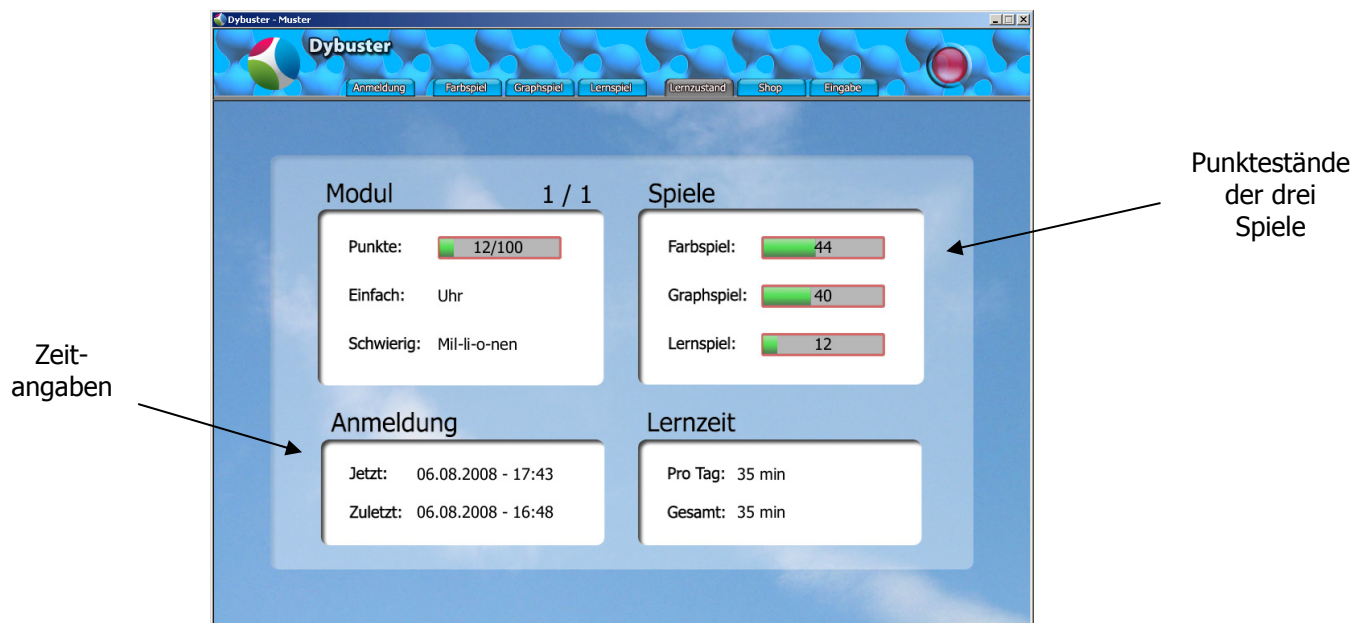 Dybuster - Muster
Dybuster
Anmeldung Farbspiel Graphspiel Lernspiel Lernzustand Shop Eingabe
Modul 1 / 1
Punkte: 12/100
Einfach: Uhr
Schwierig: Mil-li-o-nen
Spiele
Farbspiel: 44
Graphspiel: 40
Lernspiel: 12
Anmeldung
Jetzt: 06.08.2008 - 17:43
Zuletzt: 06.08.2008 - 16:48
Lernzeit
Pro Tag: 35 min
Gesamt: 35 min
Zeit-
angaben
Punktestände
der drei
Spiele